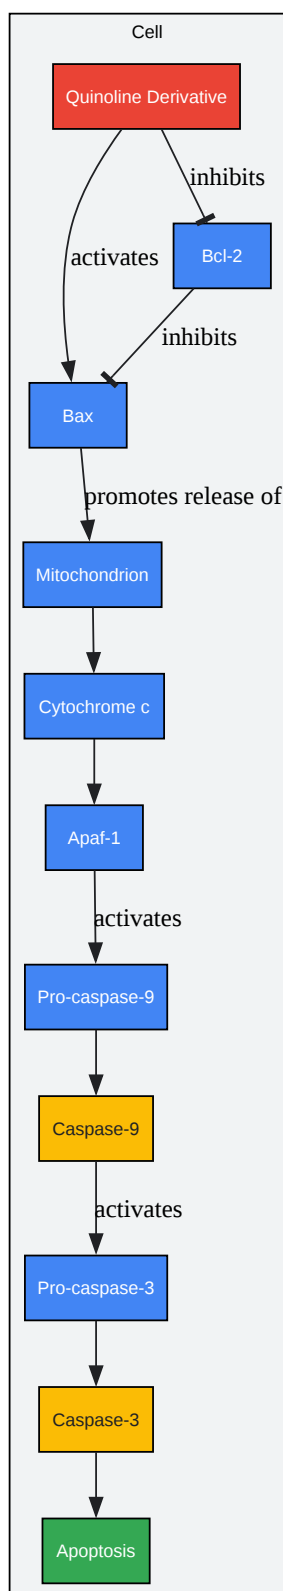 Cell
Quinoline Derivative
inhibits
activates
Bcl-2
inhibits
Bax
promotes release of
Mitochondrion
Cytochrome c
Apaf-1
activates
Pro-caspase-9
Caspase-9
activates
Pro-caspase-3
Caspase-3
Apoptosis